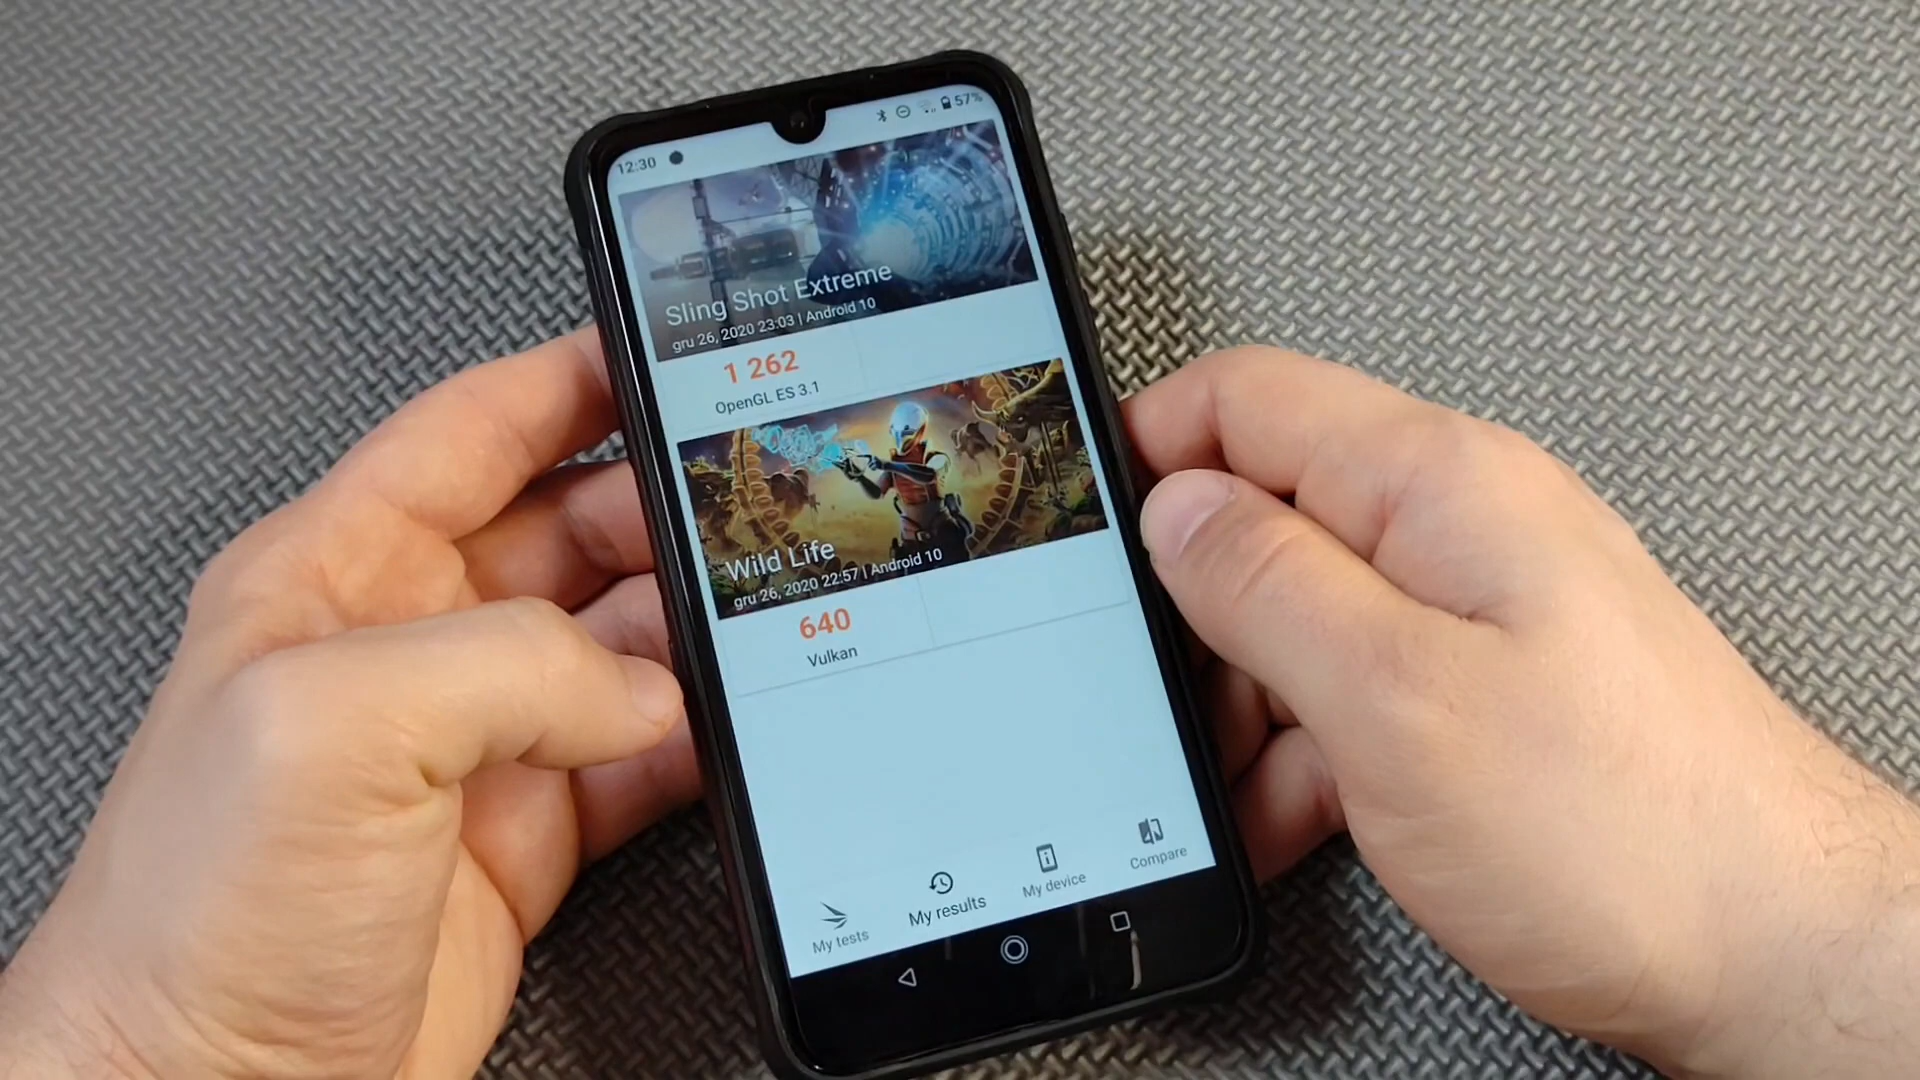 12:30
57%
Sling Shot Extreme
gru 26, 2020 23:03 | Android 10
1 262
OpenGL ES 3.1
Wild Life
gru 26, 2020 22:57 | Android 10
640
Vulkan
My tests
My results
My device
Compare